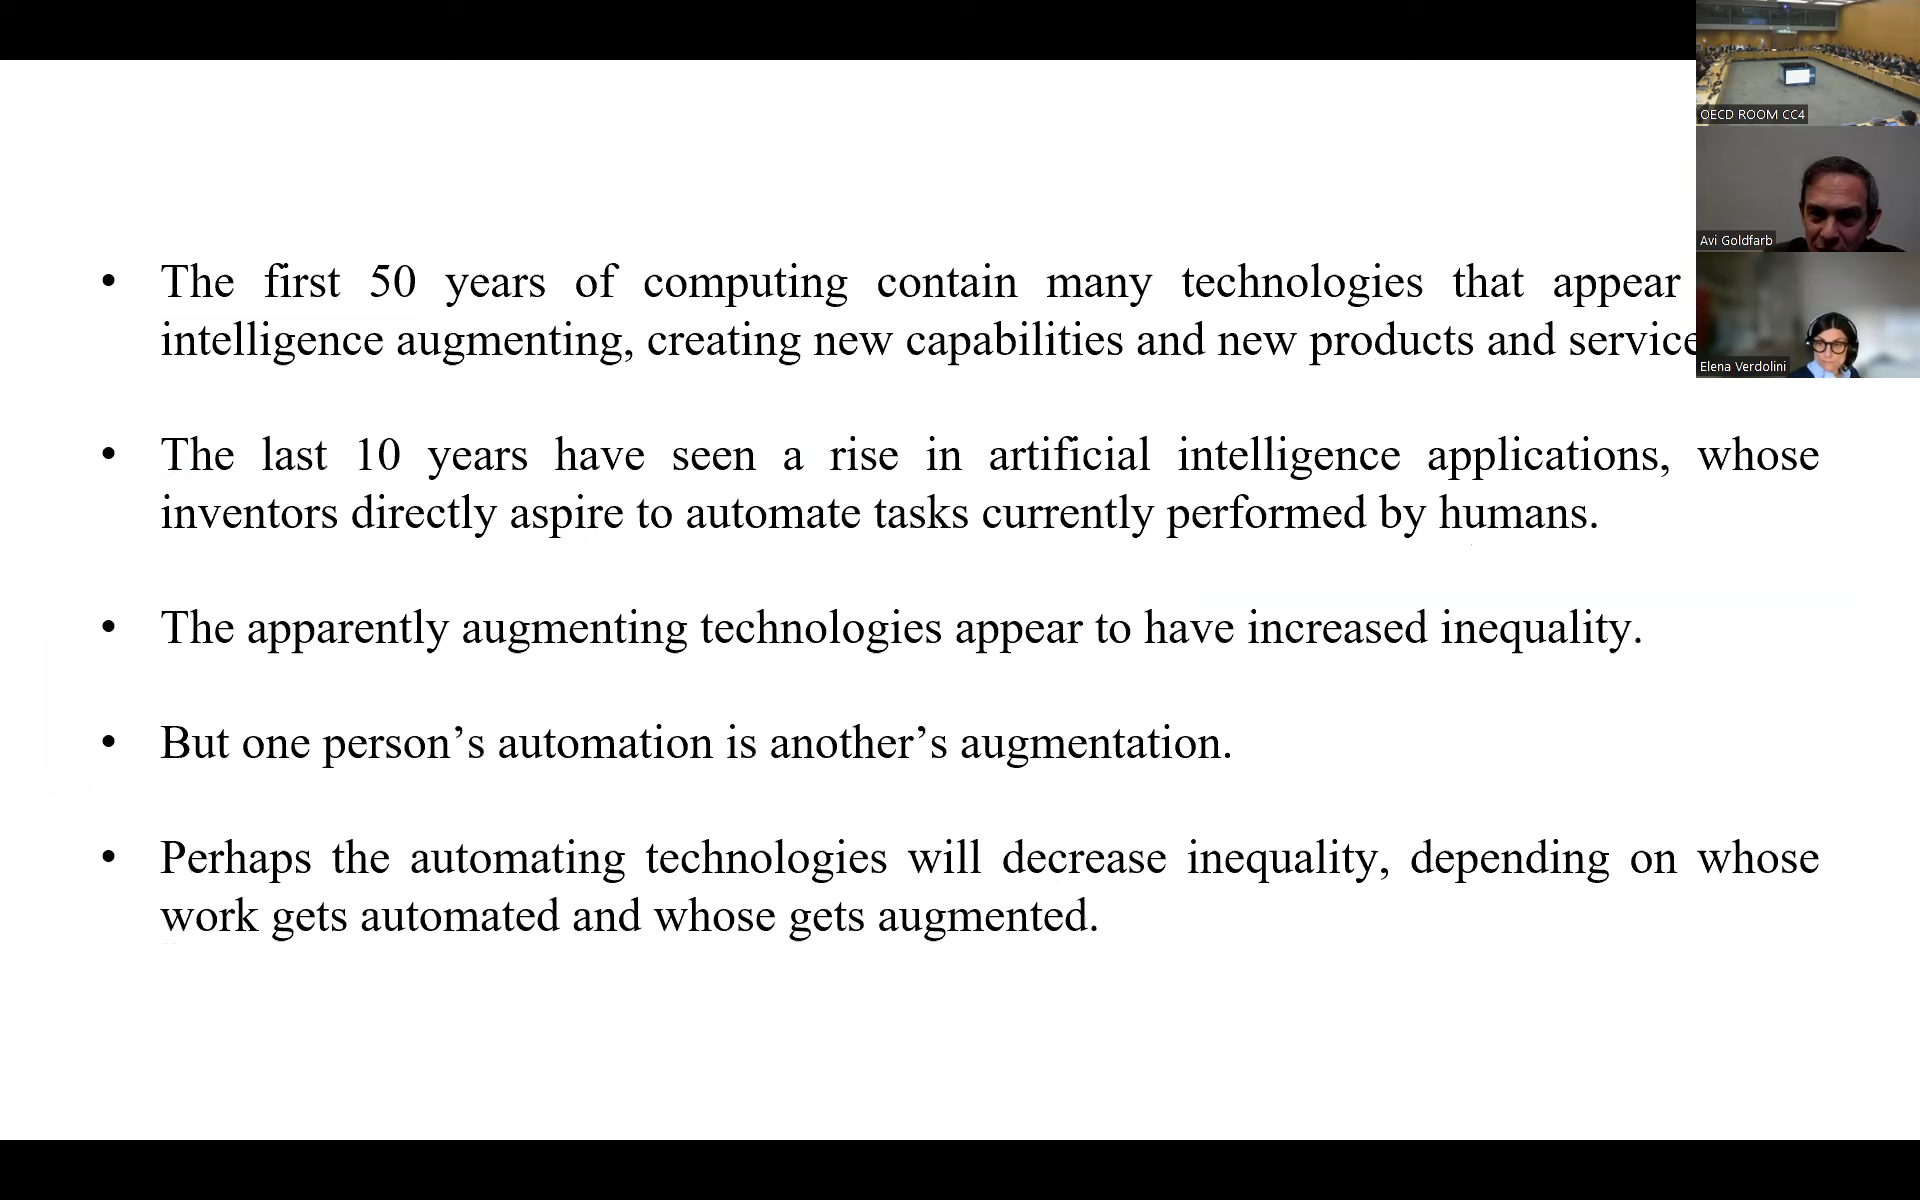 OECD ROOM CC4
Avi Goldfarb
Elena Verdolini
• The first 50 years of computing contain many technologies that appear
intelligence augmenting, creating new capabilities and new products and service
• The last 10 years have seen a rise in artificial intelligence applications, whose
inventors directly aspire to automate tasks currently performed by humans.
• The apparently augmenting technologies appear to have increased inequality.
• But one person’s automation is another’s augmentation.
• Perhaps the automating technologies will decrease inequality, depending on whose
work gets automated and whose gets augmented.